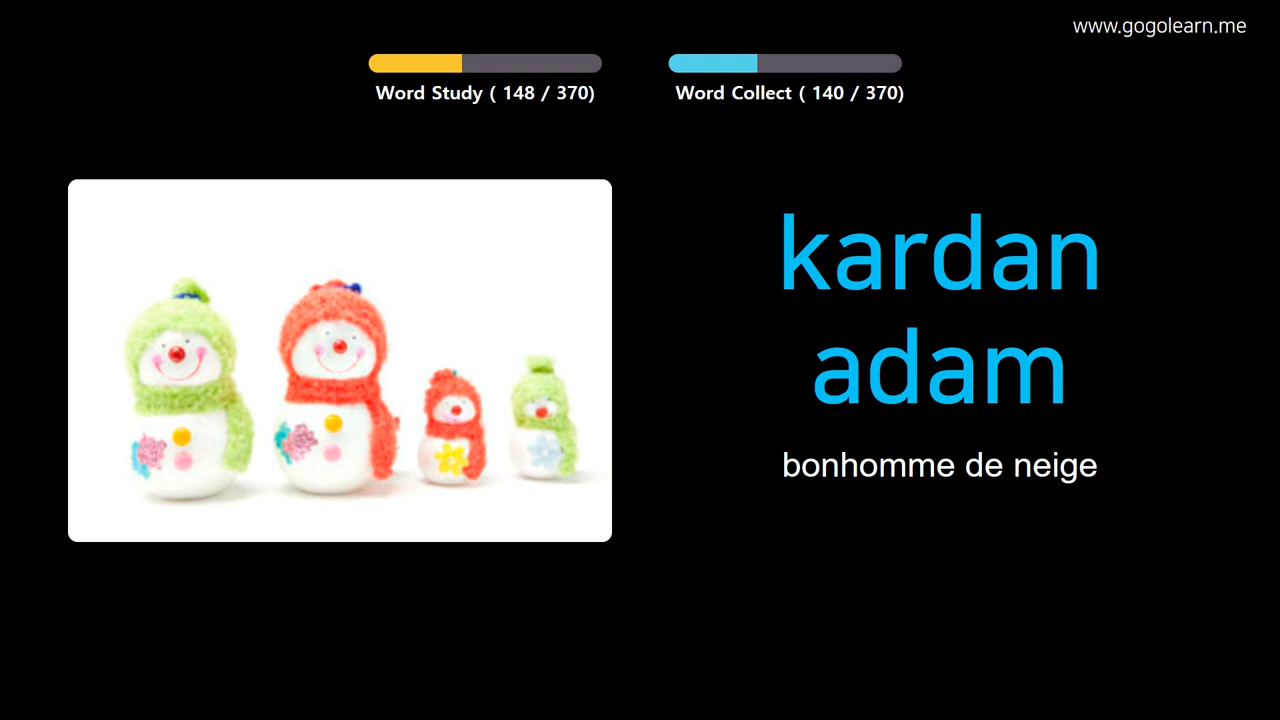 www.gogolearn.me
Word Study ( 148 / 370)
Word Collect ( 140 / 370)
kardan
adam
bonhomme de neige